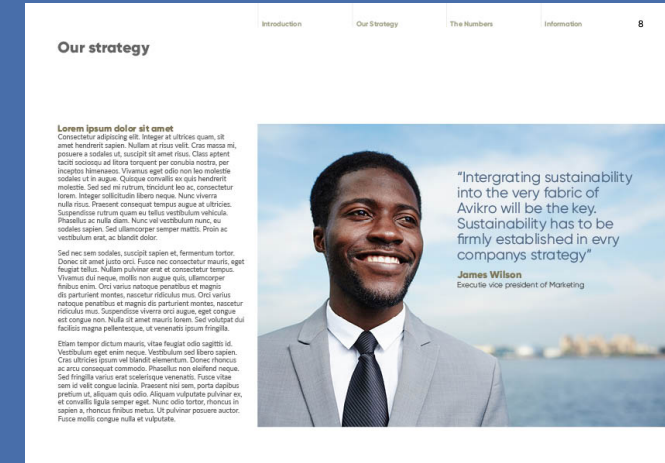 Introduction
Our Strategy
The Numbers
Information
8
Our strategy
Lorem ipsum dolor sit amet
Consectetur adipiscing elit. Integer at ultrices quam, sit
amet hendrerit sapien. Nullam at risus velit. Cras massa mi,
posuere a sodales ut, suscipit sit amet risus. Class aptent
taciti sociosqu ad litora torquent per conubia nostra, per
inceptos himenaeos. Vivamus eget odio non leo molestie
sodales ut in augue. Quisque convallis ex quis hendrerit
molestie. Sed sed mi rutrum, tincidunt leo ac, consectetur
lorem. Integer sollicitudin libero neque. Nunc viverra
nulla risus. Praesent consequat tempus augue at ultricies.
Suspendisse rutrum quam eu tellus vestibulum vehicula.
Phasellus ac nulla diam. Nunc vel vestibulum nunc, eu
sodales sapien. Sed ullamcorper semper mattis. Proin ac
vestibulum erat, ac blandit dolor.
Sed nec sem sodales, suscipit sapien et, fermentum tortor.
Donec sit amet justo orci. Fusce nec consectetur mauris, eget
feugiat tellus. Nullam pulvinar erat et consectetur tempus.
Vivamus dui neque, mollis non augue quis, ullamcorper
finibus enim. Orci varius natoque penatibus et magnis
dis parturient montes, nascetur ridiculus mus. Orci varius
natoque penatibus et magnis dis parturient montes, nascetur
ridiculus mus. Suspendisse viverra orci augue, eget congue
est congue non. Nulla sit amet mauris lorem. Sed volutpat dui
facilisis magna pellentesque, ut venenatis ipsum fringilla.
Etiam tempor dictum mauris, vitae feugiat odio sagittis id.
Vestibulum eget enim neque. Vestibulum sed libero sapien.
Cras ultricies ipsum vel blandit elementum. Donec rhoncus
ac arcu consequat commodo. Phasellus non eleifend neque.
Sed fringilla varius erat scelerisque venenatis. Fusce vitae
sem id velit congue lacinia. Praesent nisi sem, porta dapibus
pretium ut, aliquam quis odio. Aliquam vulputate pulvinar ex,
et convallis ligula semper eget. Nunc odio tortor, rhoncus in
sapien a, rhoncus finibus metus. Ut pulvinar posuere auctor.
Fusce mollis congue nulla et vulputate.
“Intergrating sustainability
into the very fabric of
Avikro will be the key.
Sustainability has to be
firmly established in evry
companys strategy”
James Wilson
Executie vice president of Marketing